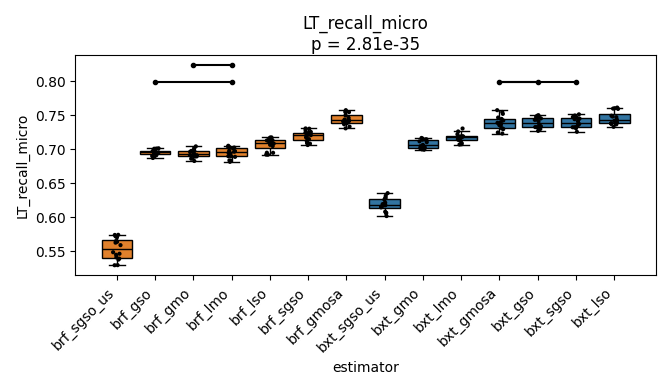 LT_recall_micro
p = 2.81e-35
LT_recall_micro
0.80
0.75
0.70
0.65
0.60
0.55
brf_sgso_us
brf_gso
brf_gmo
brf_lmo
brf_lso
brf_sgso
brf_gmosa
bxt_sgso_us
bxt_gmo
bxt_lmo
bxt_gmosa
bxt_gso
bxt_sgso
bxt_lso
estimator